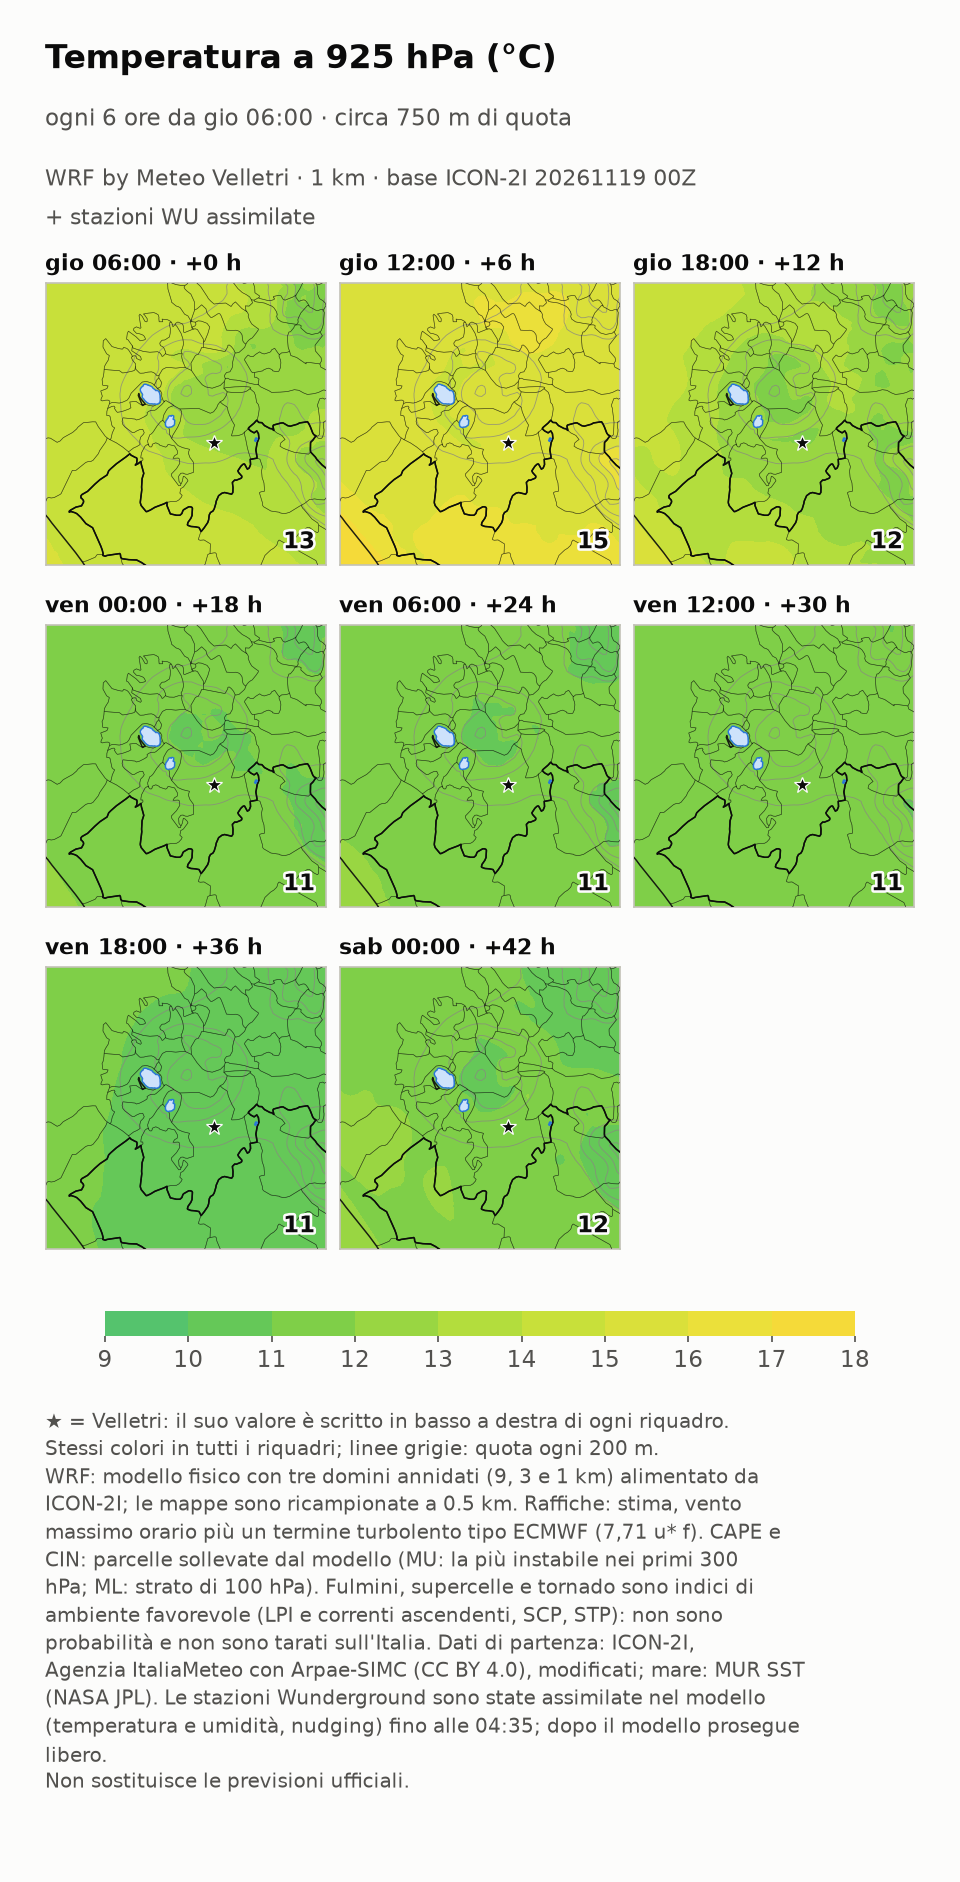 Temperatura a 925 hPa (°C)
ogni 6 ore da gio 06:00 · circa 750 m di quota
WRF by Meteo Velletri · 1 km · base ICON-2I 20261119 00Z
+ stazioni WU assimilate
gio 06:00 · +0 h
gio 12:00 · +6 h
gio 18:00 · +12 h
13
15
12
ven 00:00 · +18 h
ven 06:00 · +24 h
ven 12:00 · +30 h
11
11
11
ven 18:00 · +36 h
sab 00:00 · +42 h
11
12
9 10 11 12 13 14 15 16 17 18
★ = Velletri: il suo valore è scritto in basso a destra di ogni riquadro.
Stessi colori in tutti i riquadri; linee grigie: quota ogni 200 m.
WRF: modello fisico con tre domini annidati (9, 3 e 1 km) alimentato da
ICON-2I; le mappe sono ricampionate a 0.5 km. Raffiche: stima, vento
massimo orario più un termine turbolento tipo ECMWF (7,71 u* f). CAPE e
CIN: parcelle sollevate dal modello (MU: la più instabile nei primi 300
hPa; ML: strato di 100 hPa). Fulmini, supercelle e tornado sono indici di
ambiente favorevole (LPI e correnti ascendenti, SCP, STP): non sono
probabilità e non sono tarati sull'Italia. Dati di partenza: ICON-2I,
Agenzia ItaliaMeteo con Arpae-SIMC (CC BY 4.0), modificati; mare: MUR SST
(NASA JPL). Le stazioni Wunderground sono state assimilate nel modello
(temperatura e umidità, nudging) fino alle 04:35; dopo il modello prosegue
libero.
Non sostituisce le previsioni ufficiali.